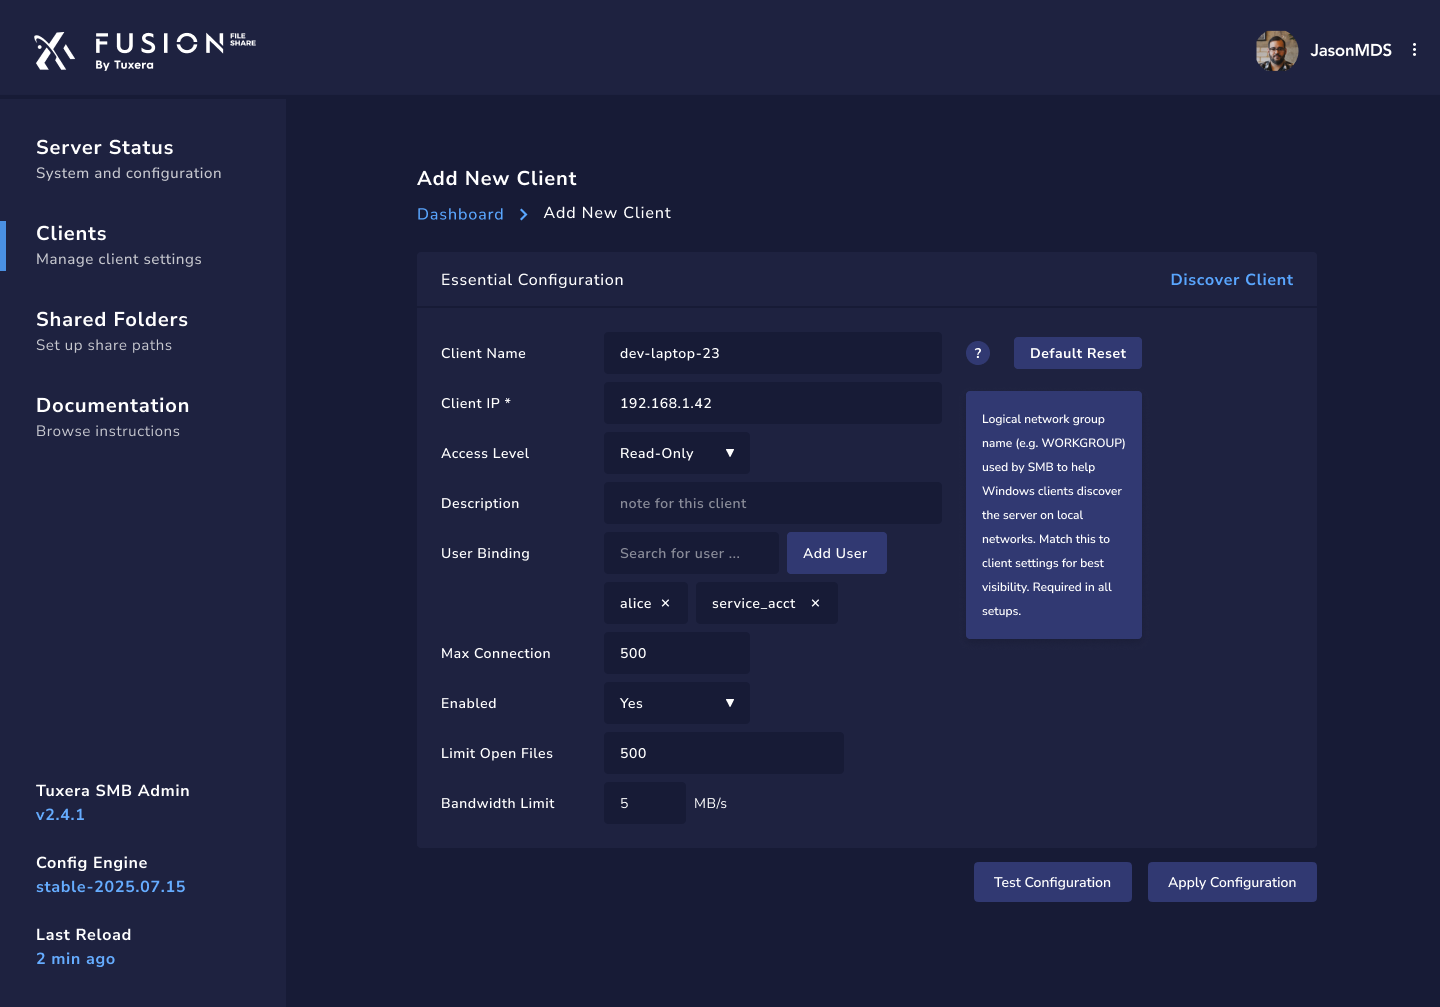 FUSION FILE SHARE
By Tuxera
JasonMDS
Server Status
System and configuration
Clients
Manage client settings
Shared Folders
Set up share paths
Documentation
Browse instructions
Tuxera SMB Admin
v2.4.1
Config Engine
stable-2025.07.15
Last Reload
2 min ago
Add New Client
Dashboard > Add New Client
Essential Configuration
Discover Client
Client Name
dev-laptop-23
?
Default Reset
Client IP *
192.168.1.42
Access Level
Read-Only ▼
Description
note for this client
User Binding
Search for user ...
Add User
alice ×
service_acct ×
Max Connection
500
Enabled
Yes ▼
Limit Open Files
500
Bandwidth Limit
5
MB/s
Logical network group
name (e.g. WORKGROUP)
used by SMB to help
Windows clients discover
the server on local
networks. Match this to
client settings for best
visibility. Required in all
setups.
Test Configuration
Apply Configuration